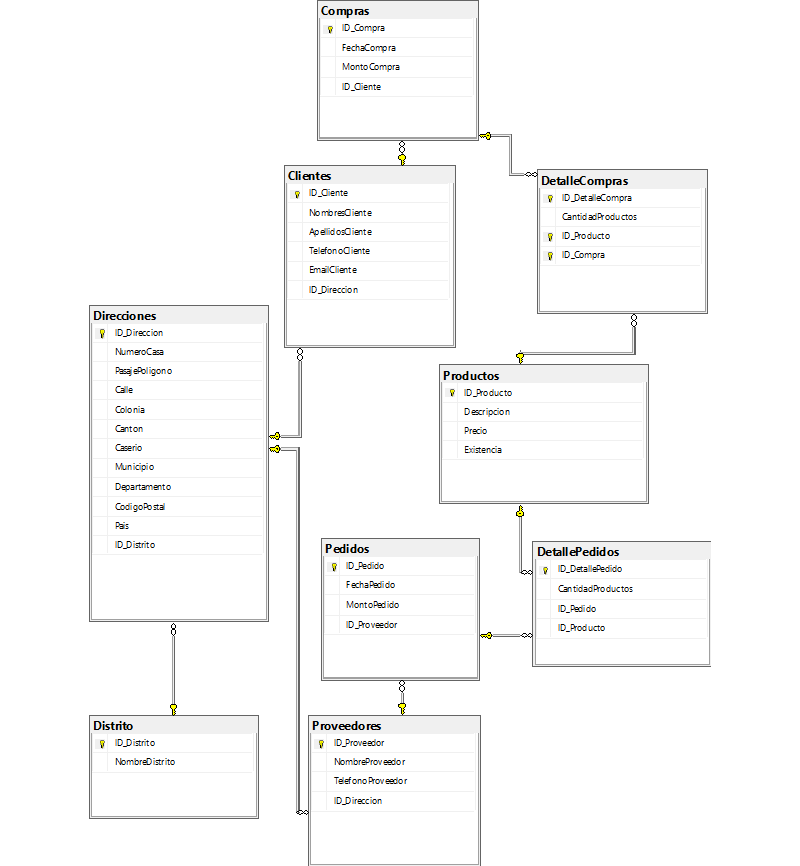 Compras
ID_Compra
FechaCompra
MontoCompra
ID_Cliente
Clientes
ID_Cliente
NombresCliente
ApellidosCliente
TelefonoCliente
EmailCliente
ID_Direccion
DetalleCompras
ID_DetalleCompra
CantidadProductos
ID_Producto
ID_Compra
Direcciones
ID_Direccion
NumeroCasa
PasajePoligono
Calle
Colonia
Canton
Caserio
Municipio
Departamento
CodigoPostal
Pais
ID_Distrito
Productos
ID_Producto
Descripcion
Precio
Existencia
Pedidos
ID_Pedido
FechaPedido
MontoPedido
ID_Proveedor
DetallePedidos
ID_DetallePedido
CantidadProductos
ID_Pedido
ID_Producto
Distrito
ID_Distrito
NombreDistrito
Proveedores
ID_Proveedor
NombreProveedor
TelefonoProveedor
ID_Direccion